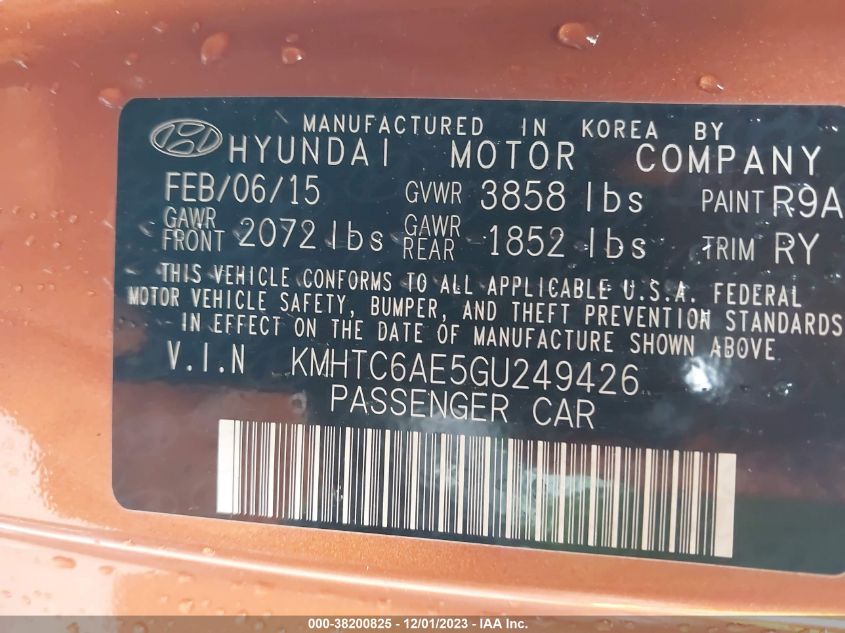 MANUFACTURED IN KOREA BY
HYUNDAI MOTOR COMPANY
FEB/06/15 GVWR 3858 lbs PAINT R9A
GAWR FRONT 2072 lbs GAWR REAR 1852 lbs TRIM RY
THIS VEHICLE CONFORMS TO ALL APPLICABLE U.S.A. FEDERAL
MOTOR VEHICLE SAFETY, BUMPER, AND THEFT PREVENTION STANDARDS
IN EFFECT ON THE DATE OF MANUFACTURE SHOWN ABOVE.
V.I.N KMHTC6AE5GU249426
PASSENGER CAR
000-38200825 - 12/01/2023 - IAA Inc.